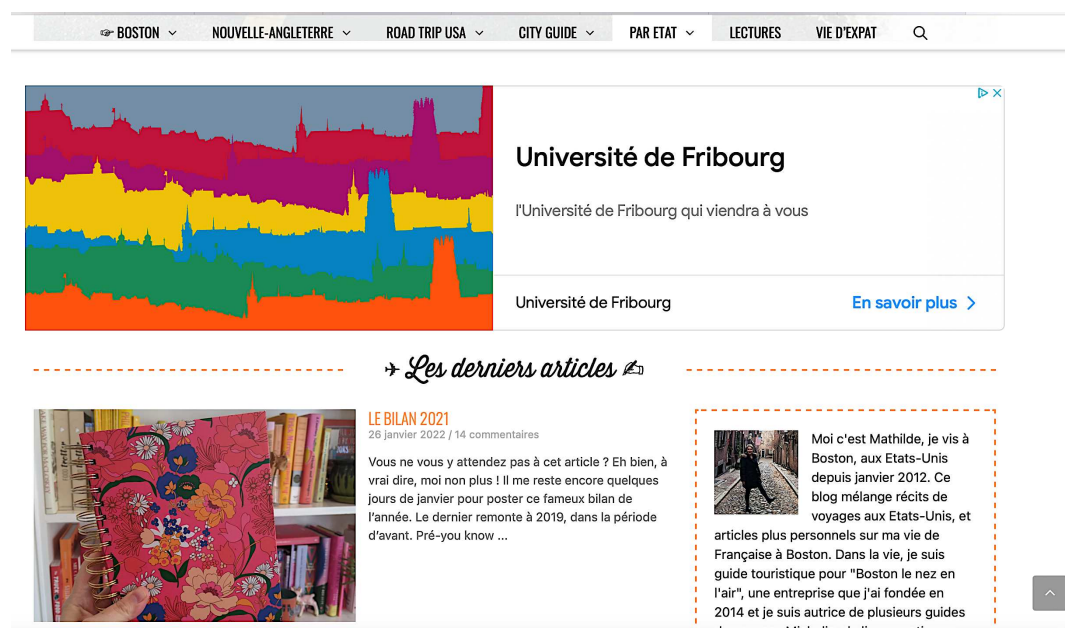 ☞ BOSTON NOUVELLE-ANGLETERRE ROAD TRIP USA CITY GUIDE PAR ETAT LECTURES VIE D'EXPAT
Université de Fribourg
l'Université de Fribourg qui viendra à vous
Université de Fribourg
En savoir plus
✈ Les derniers articles ✍
LE BILAN 2021
26 janvier 2022 / 14 commentaires
Vous ne vous y attendez pas à cet article ? Eh bien, à
vrai dire, moi non plus ! Il me reste encore quelques
jours de janvier pour poster ce fameux bilan de
l'année. Le dernier remonte à 2019, dans la période
d'avant. Pré-you know ...
Moi c'est Mathilde, je vis à
Boston, aux Etats-Unis
depuis janvier 2012. Ce
blog mélange récits de
voyages aux Etats-Unis, et
articles plus personnels sur ma vie de
Française à Boston. Dans la vie, je suis
guide touristique pour "Boston le nez en
l'air", une entreprise que j'ai fondée en
2014 et je suis autrice de plusieurs guides